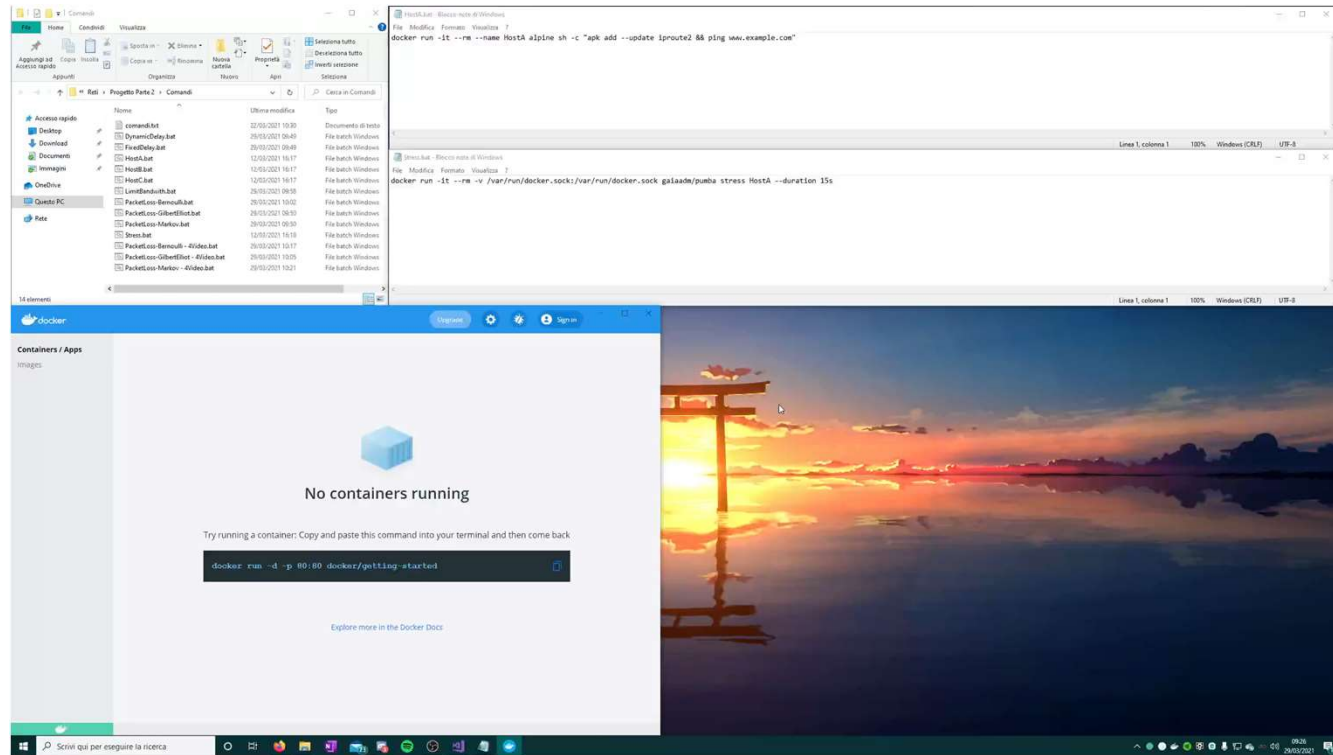 Comandi
File Home Condividi Visualizza
Aggiungi ad Accesso rapido
Copia
Incolla
Appunti
Sposta in
Copia in
Elimina
Rinomina
Organizza
Nuova cartella
Nuovo
Proprietà
Apri
Seleziona tutto
Deseleziona tutto
Inverti selezione
Seleziona
Reti › Progetto Parte 2 › Comandi
Cerca in Comandi
Accesso rapido
Desktop
Download
Documenti
Immagini
OneDrive
Questo PC
Rete
Nome Ultima modifica Tipo
comandi.txt 22/03/2021 10:30 Documento di testo
DynamicDelay.bat 29/03/2021 09:49 File batch Windows
FixedDelay.bat 29/03/2021 09:49 File batch Windows
HostA.bat 12/03/2021 16:17 File batch Windows
HostB.bat 12/03/2021 16:17 File batch Windows
HostC.bat 12/03/2021 16:17 File batch Windows
LimitBandwith.bat 29/03/2021 09:58 File batch Windows
PacketLoss-Bernoulli.bat 29/03/2021 10:02 File batch Windows
PacketLoss-GilbertElliot.bat 29/03/2021 09:50 File batch Windows
PacketLoss-Markov.bat 29/03/2021 09:50 File batch Windows
Stress.bat 12/03/2021 16:18 File batch Windows
PacketLoss-Bernoulli - 4Video.bat 29/03/2021 10:17 File batch Windows
PacketLoss-GilbertElliot - 4Video.bat 29/03/2021 10:05 File batch Windows
PacketLoss-Markov - 4Video.bat 29/03/2021 10:21 File batch Windows
14 elementi
HostA.bat - Blocco note di Windows
File Modifica Formato Visualizza ?
docker run -it --rm --name HostA alpine sh -c "apk add --update iproute2 && ping www.example.com"
Linea 1, colonna 1 100% Windows (CRLF) UTF-8
Stress.bat - Blocco note di Windows
File Modifica Formato Visualizza ?
docker run -it --rm -v /var/run/docker.sock:/var/run/docker.sock gaiaadm/pumba stress HostA --duration 15s
Linea 1, colonna 1 100% Windows (CRLF) UTF-8
docker
Upgrade
Sign in
Containers / Apps
Images
No containers running
Try running a container: Copy and paste this command into your terminal and then come back
docker run -d -p 80:80 docker/getting-started
Explore more in the Docker Docs
Scrivi qui per eseguire la ricerca
09:26
29/03/2021